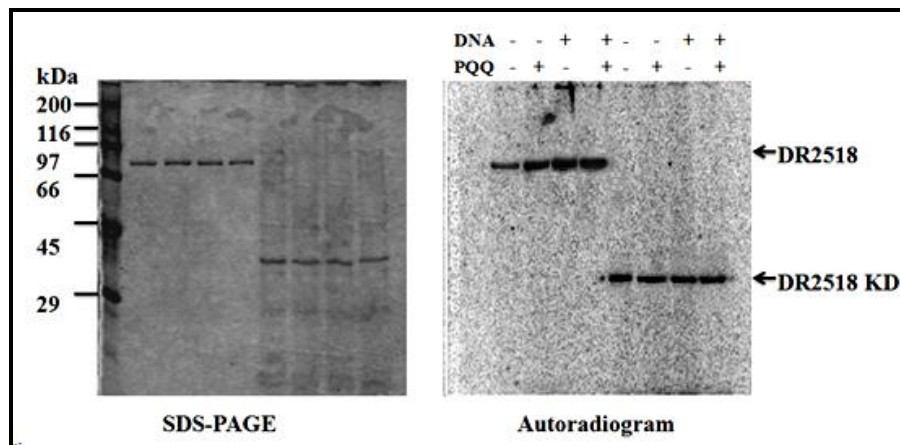 DNA - - + + - - + +
PQQ - + - + - + - +
kDa
200
116
97
66
45
29
DR2518
DR2518 KD
SDS-PAGE
Autoradiogram